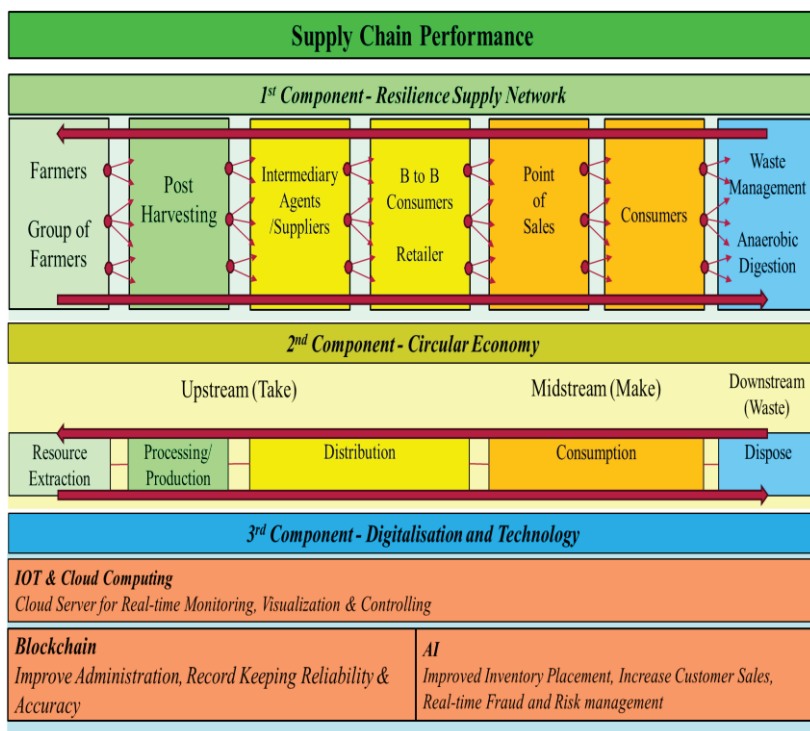 Supply Chain Performance
1st Component - Resilience Supply Network
Farmers
Group of
Farmers
Post
Harvesting
Intermediary
Agents
/Suppliers
B to B
Consumers
Retailer
Point
of
Sales
Consumers
Waste
Management
Anaerobic
Digestion
2nd Component - Circular Economy
Upstream (Take)
Midstream (Make)
Downstream
(Waste)
Resource
Extraction
Processing/
Production
Distribution
Consumption
Dispose
3rd Component - Digitalisation and Technology
IOT & Cloud Computing
Cloud Server for Real-time Monitoring, Visualization & Controlling
Blockchain
Improve Administration, Record Keeping Reliability &
Accuracy
AI
Improved Inventory Placement, Increase Customer Sales,
Real-time Fraud and Risk management